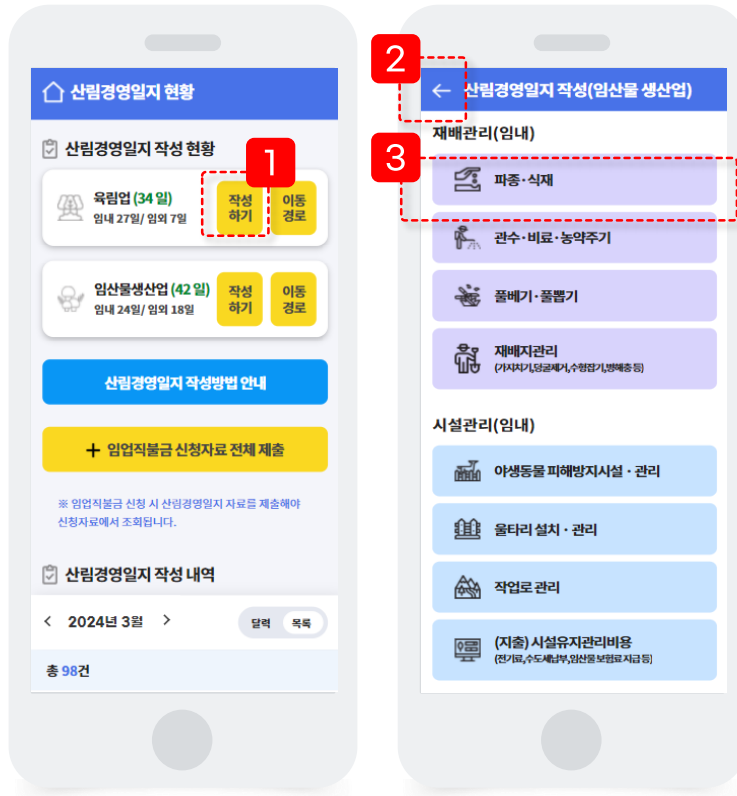 산림경영일지 현황
산림경영일지 작성 현황
1
육림업 (34 일)
임내 27일/ 임외 7일
작성
하기
이동
경로
임산물생산업 (42 일)
임내 24일/ 임외 18일
작성
하기
이동
경로
산림경영일지 작성방법 안내
+ 임업직불금 신청자료 전체 제출
※ 임업직불금 신청 시 산림경영일지 자료를 제출해야
신청자료에서 조회됩니다.
산림경영일지 작성 내역
< 2024년 3월 >
달력 목록
총 98건
2
← 산림경영일지 작성(임산물 생산업)
재배관리(임내)
3
파종·식재
관수·비료·농약주기
풀베기·풀뽑기
재배지관리
(가지치기,덩굴제거,수형잡기,병해충 등)
시설관리(임내)
야생동물 피해방지시설 · 관리
울타리 설치 · 관리
작업로 관리
(지출) 시설유지관리비용
(전기료,수도세납부,임산물보험료지급 등)